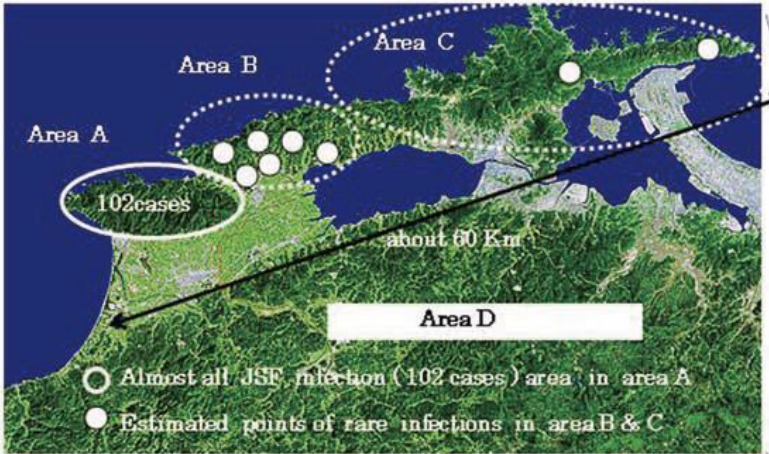 Area C
Area B
Area A
102cases
about 60 Km
Area D
Almost all JSF infection (102 cases) area in area A
Estimated points of rare infections in area B & C